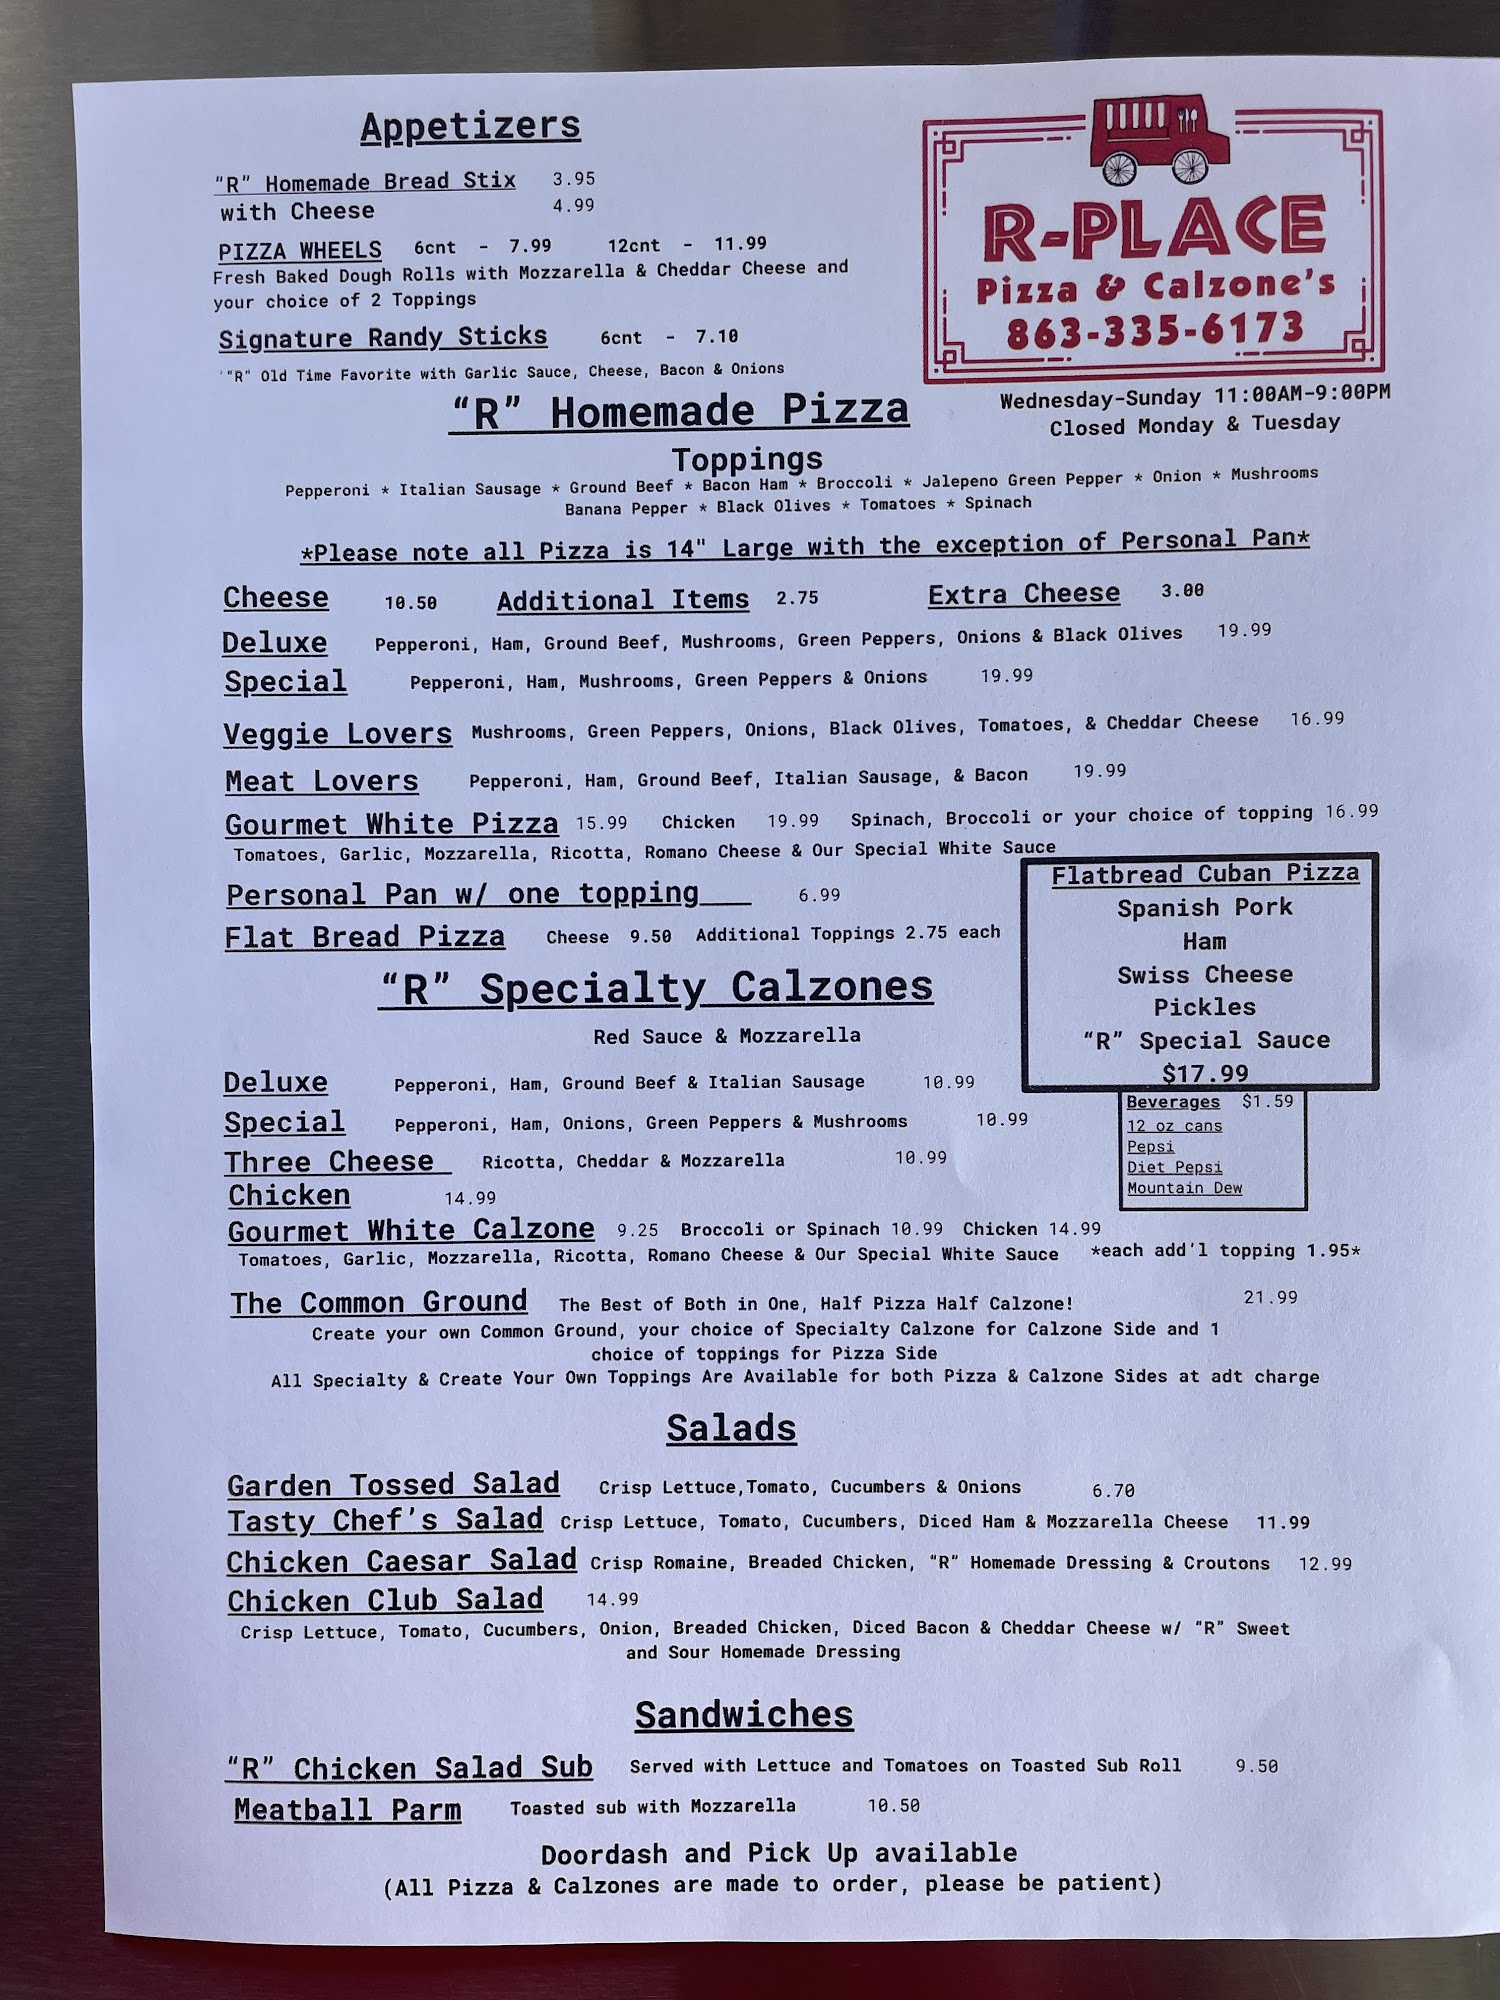 Appetizers
“R” Homemade Bread Stix 3.95
with Cheese 4.99
PIZZA WHEELS 6cnt - 7.99 12cnt - 11.99
Fresh Baked Dough Rolls with Mozzarella & Cheddar Cheese and
your choice of 2 Toppings
Signature Randy Sticks 6cnt - 7.10
'"R" Old Time Favorite with Garlic Sauce, Cheese, Bacon & Onions
R-PLACE
Pizza & Calzone's
863-335-6173
Wednesday-Sunday 11:00AM-9:00PM
Closed Monday & Tuesday
“R” Homemade Pizza
Toppings
Pepperoni * Italian Sausage * Ground Beef * Bacon Ham * Broccoli * Jalepeno Green Pepper * Onion * Mushrooms
Banana Pepper * Black Olives * Tomatoes * Spinach
*Please note all Pizza is 14" Large with the exception of Personal Pan*
Cheese 10.50 Additional Items 2.75 Extra Cheese 3.00
Deluxe Pepperoni, Ham, Ground Beef, Mushrooms, Green Peppers, Onions & Black Olives 19.99
Special Pepperoni, Ham, Mushrooms, Green Peppers & Onions 19.99
Veggie Lovers Mushrooms, Green Peppers, Onions, Black Olives, Tomatoes, & Cheddar Cheese 16.99
Meat Lovers Pepperoni, Ham, Ground Beef, Italian Sausage, & Bacon 19.99
Gourmet White Pizza 15.99 Chicken 19.99 Spinach, Broccoli or your choice of topping 16.99
Tomatoes, Garlic, Mozzarella, Ricotta, Romano Cheese & Our Special White Sauce
Personal Pan w/ one topping 6.99
Flat Bread Pizza Cheese 9.50 Additional Toppings 2.75 each
Flatbread Cuban Pizza
Spanish Pork
Ham
Swiss Cheese
Pickles
“R” Special Sauce
$17.99
Beverages $1.59
12 oz cans
Pepsi
Diet Pepsi
Mountain Dew
“R” Specialty Calzones
Red Sauce & Mozzarella
Deluxe Pepperoni, Ham, Ground Beef & Italian Sausage 10.99
Special Pepperoni, Ham, Onions, Green Peppers & Mushrooms 10.99
Three Cheese Ricotta, Cheddar & Mozzarella 10.99
Chicken 14.99
Gourmet White Calzone 9.25 Broccoli or Spinach 10.99 Chicken 14.99
Tomatoes, Garlic, Mozzarella, Ricotta, Romano Cheese & Our Special White Sauce *each add'l topping 1.95*
The Common Ground The Best of Both in One, Half Pizza Half Calzone! 21.99
Create your own Common Ground, your choice of Specialty Calzone for Calzone Side and 1
choice of toppings for Pizza Side
All Specialty & Create Your Own Toppings Are Available for both Pizza & Calzone Sides at adt charge
Salads
Garden Tossed Salad Crisp Lettuce,Tomato, Cucumbers & Onions 6.70
Tasty Chef's Salad Crisp Lettuce, Tomato, Cucumbers, Diced Ham & Mozzarella Cheese 11.99
Chicken Caesar Salad Crisp Romaine, Breaded Chicken, “R” Homemade Dressing & Croutons 12.99
Chicken Club Salad 14.99
Crisp Lettuce, Tomato, Cucumbers, Onion, Breaded Chicken, Diced Bacon & Cheddar Cheese w/ “R” Sweet
and Sour Homemade Dressing
Sandwiches
“R” Chicken Salad Sub Served with Lettuce and Tomatoes on Toasted Sub Roll 9.50
Meatball Parm Toasted sub with Mozzarella 10.50
Doordash and Pick Up available
(All Pizza & Calzones are made to order, please be patient)